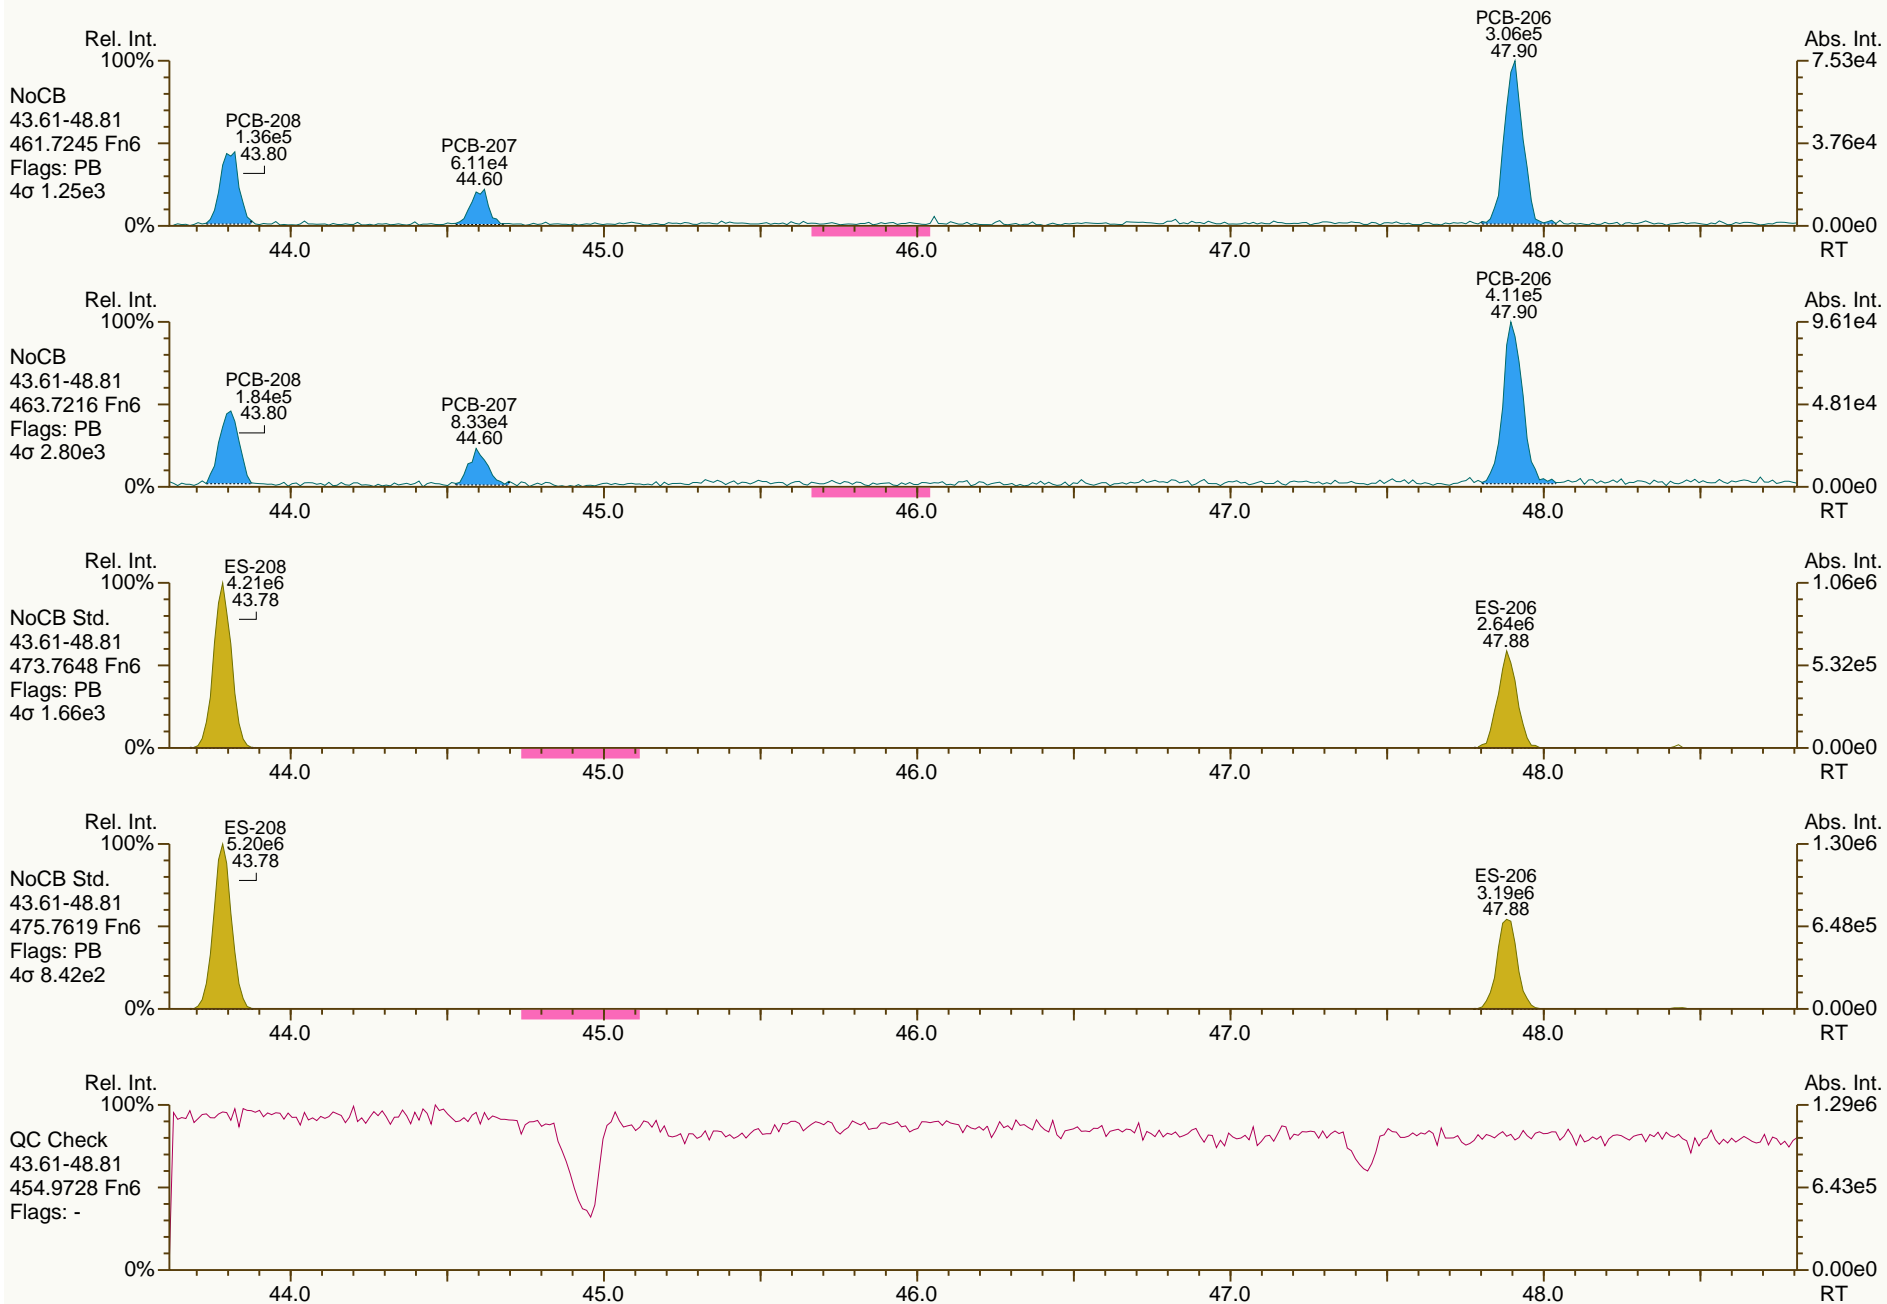 Rel. Int.
100%
0%
NoCB
43.61-48.81
461.7245 Fn6
Flags: PB
4σ 1.25e3
PCB-208
1.36e5
43.80
PCB-207
6.11e4
44.60
PCB-206
3.06e5
47.90
Abs. Int.
7.53e4
3.76e4
0.00e0
44.0 45.0 46.0 47.0 48.0 RT
Rel. Int.
100%
0%
NoCB
43.61-48.81
463.7216 Fn6
Flags: PB
4σ 2.80e3
PCB-208
1.84e5
43.80
PCB-207
8.33e4
44.60
PCB-206
4.11e5
47.90
Abs. Int.
9.61e4
4.81e4
0.00e0
44.0 45.0 46.0 47.0 48.0 RT
Rel. Int.
100%
0%
NoCB Std.
43.61-48.81
473.7648 Fn6
Flags: PB
4σ 1.66e3
ES-208
4.21e6
43.78
ES-206
2.64e6
47.88
Abs. Int.
1.06e6
5.32e5
0.00e0
44.0 45.0 46.0 47.0 48.0 RT
Rel. Int.
100%
0%
NoCB Std.
43.61-48.81
475.7619 Fn6
Flags: PB
4σ 8.42e2
ES-208
5.20e6
43.78
ES-206
3.19e6
47.88
Abs. Int.
1.30e6
6.48e5
0.00e0
44.0 45.0 46.0 47.0 48.0 RT
Rel. Int.
100%
0%
QC Check
43.61-48.81
454.9728 Fn6
Flags: -
Abs. Int.
1.29e6
6.43e5
0.00e0
44.0 45.0 46.0 47.0 48.0 RT